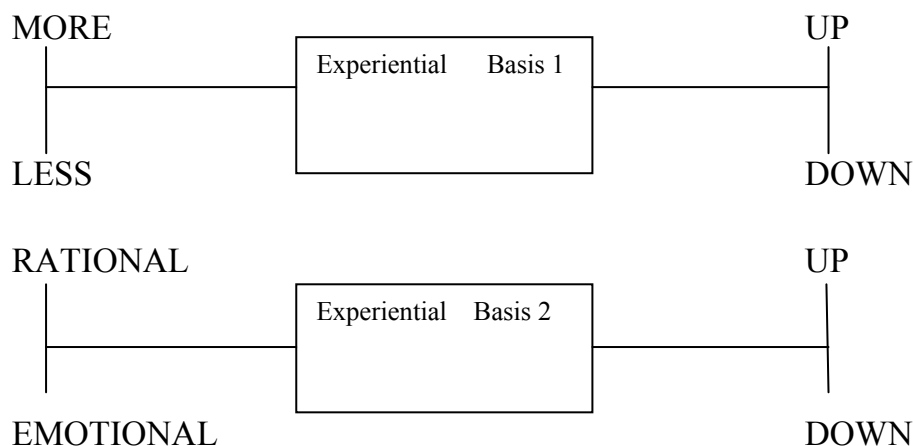 MORE UP
Experiential Basis 1
LESS DOWN
RATIONAL UP
Experiential Basis 2
EMOTIONAL DOWN